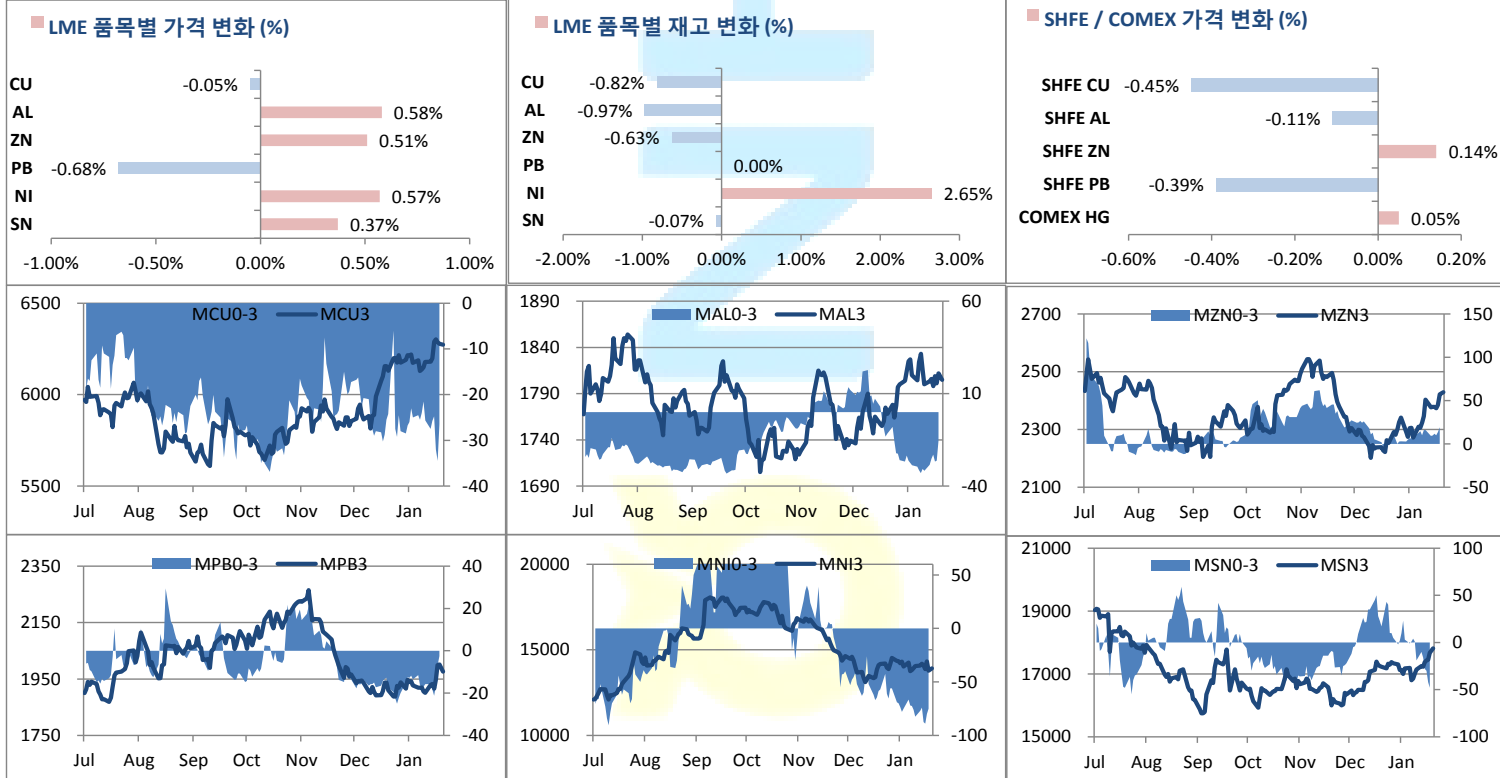 LME 품목별 가격 변화 (%)
CU -0.05%
AL 0.58%
ZN 0.51%
PB -0.68%
NI 0.57%
SN 0.37%
-1.00% -0.50% 0.00% 0.50% 1.00%
LME 품목별 재고 변화 (%)
CU -0.82%
AL -0.97%
ZN -0.63%
PB 0.00%
NI 2.65%
SN -0.07%
-2.00% -1.00% 0.00% 1.00% 2.00% 3.00%
SHFE / COMEX 가격 변화 (%)
SHFE CU -0.45%
SHFE AL -0.11%
SHFE ZN 0.14%
SHFE PB -0.39%
COMEX HG 0.05%
-0.60% -0.40% -0.20% 0.00% 0.20%
MCU0-3 MCU3
6500 0
-10
6000 -20
-30
5500 -40
Jul Aug Sep Oct Nov Dec Jan
MAL0-3 MAL3
1890 60
1840
1790 10
1740
1690 -40
Jul Aug Sep Oct Nov Dec Jan
MZN0-3 MZN3
2700 150
100
2500
50
2300 0
2100 -50
Jul Aug Sep Oct Nov Dec Jan
MPB0-3 MPB3
2350 40
2150 20
0
1950 -20
1750 -40
Jul Aug Sep Oct Nov Dec Jan
MNI0-3 MNI3
20000 50
15000 0
-50
10000 -100
Jul Aug Sep Oct Nov Dec Jan
MSN0-3 MSN3
21000 100
19000 50
0
17000 -50
15000 -100
Jul Aug Sep Oct Nov Dec Jan